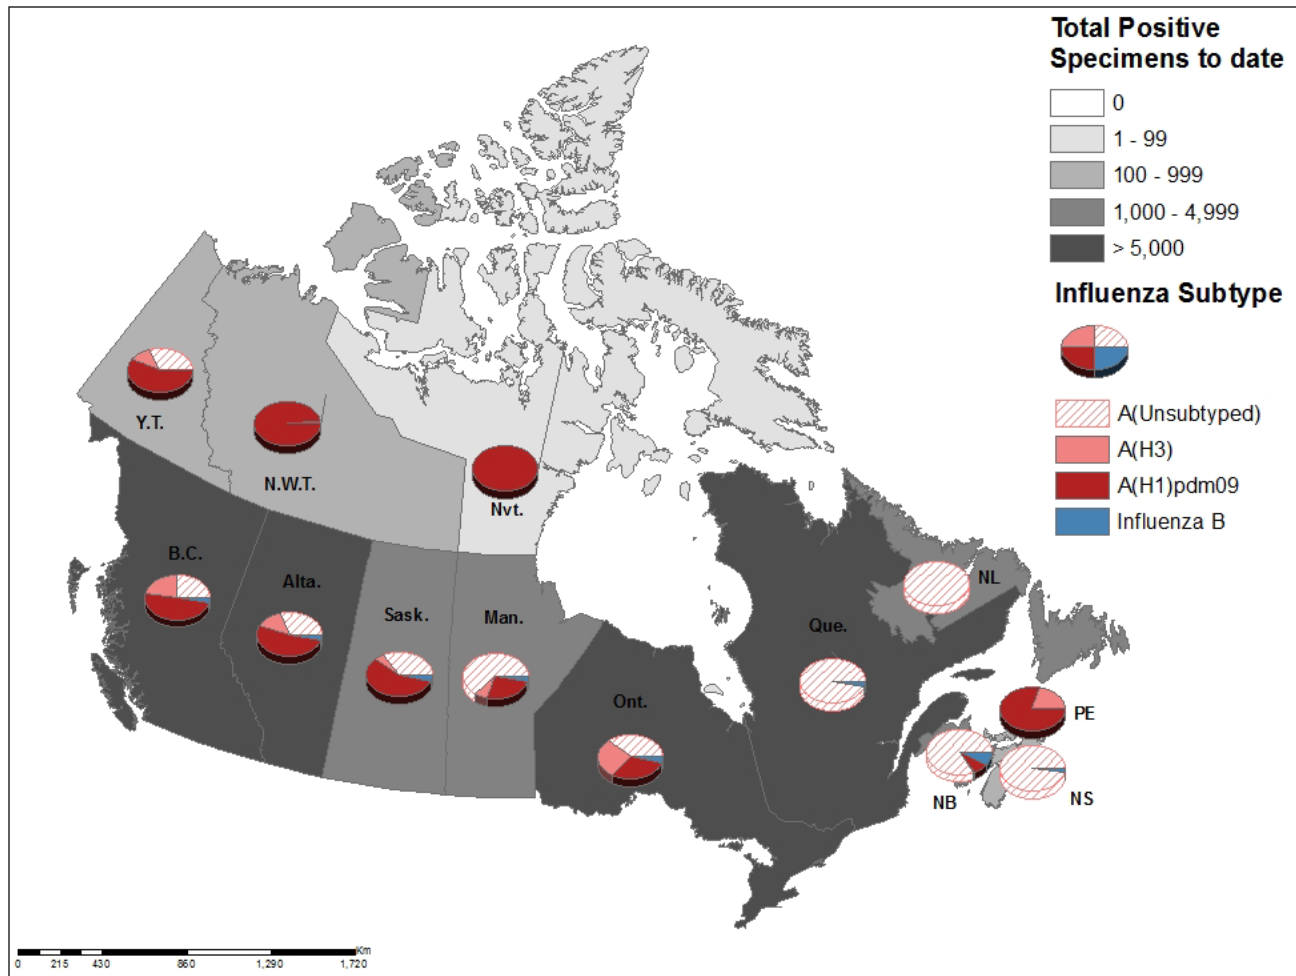 Total Positive
Specimens to date
0
1 - 99
100 - 999
1,000 - 4,999
> 5,000
Influenza Subtype
A(Unsubtyped)
A(H3)
A(H1)pdm09
Influenza B
Y.T.
N.W.T.
Nvt.
B.C.
Alta.
Sask.
Man.
Ont.
Que.
NL
PE
NB
NS
Km
0 215 430 860 1,290 1,720